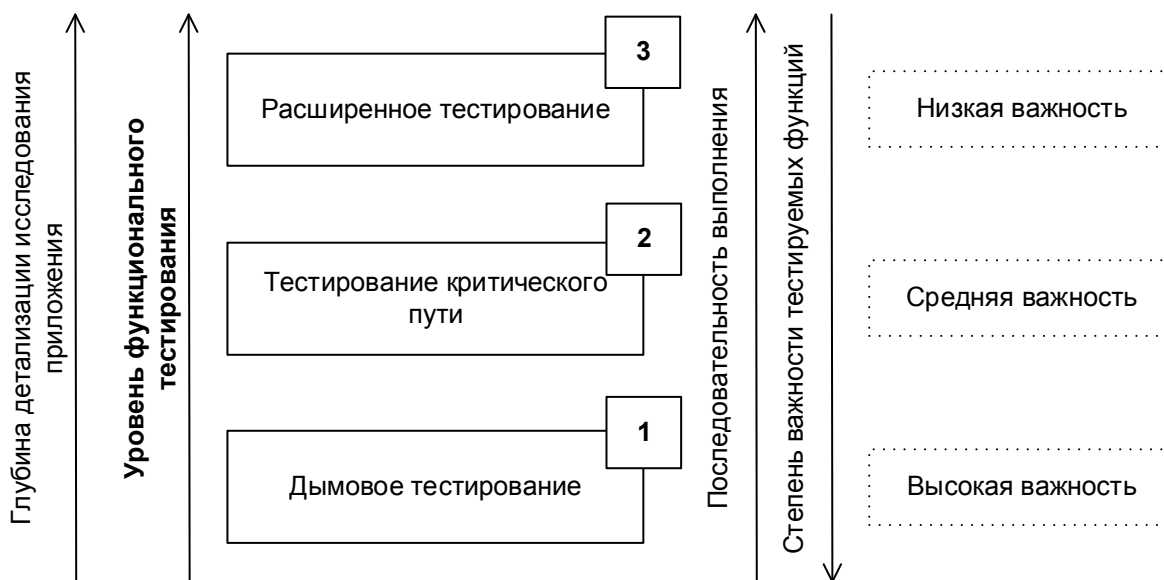 Глубина детализации исследования
приложения
Уровень функционального
тестирования
3
Расширенное тестирование
2
Тестирование критического
пути
1
Дымовое тестирование
Последовательность выполнения
Степень важности тестируемых функций
Низкая важность
Средняя важность
Высокая важность